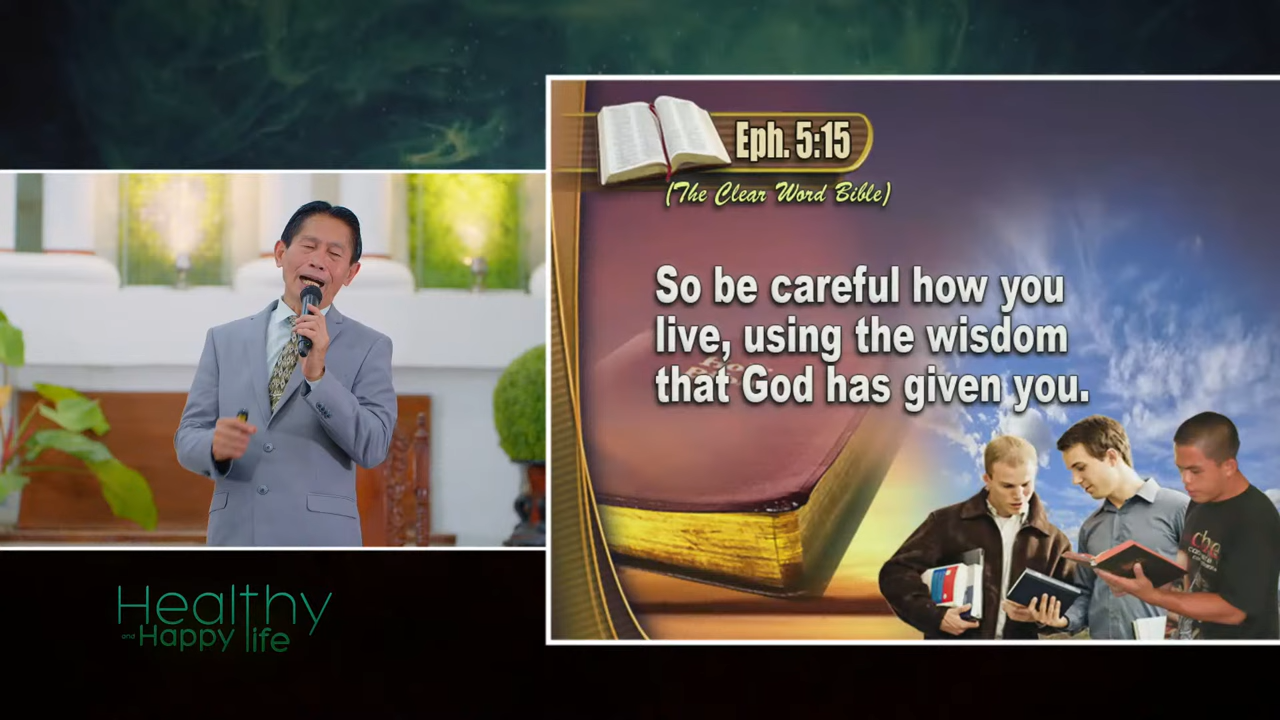 Eph. 5:15
(The Clear Word Bible)
So be careful how you
live, using the wisdom
that God has given you.
Healthy
and Happy life